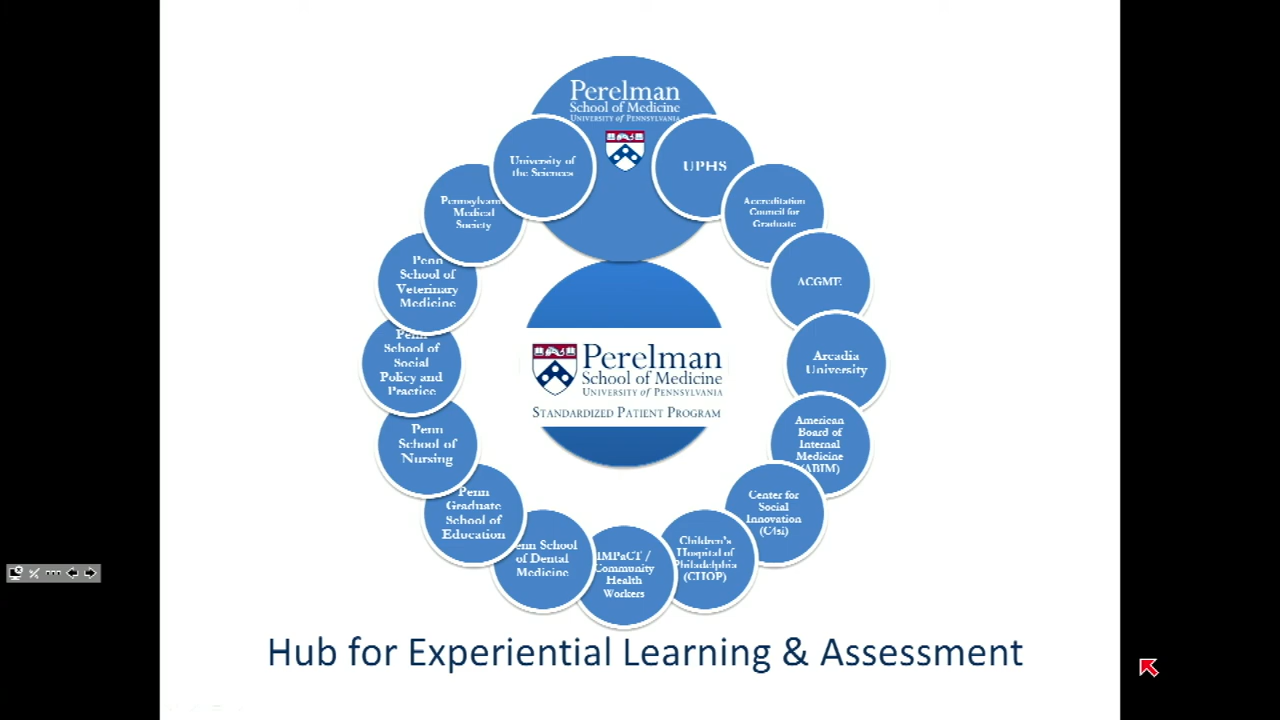 Perelman
School of Medicine
UNIVERSITY of PENNSYLVANIA
UPHS
Accreditation
Council for
Graduate
ACGME
Arcadia
University
American
Board of
Internal
Medicine
(ABIM)
Center for
Social
Innovation
(C4si)
Children's
Hospital of
Philadelphia
(CHOP)
IMPaCT /
Community
Health
Workers
Penn School
of Dental
Medicine
Penn
Graduate
School of
Education
Penn
School of
Nursing
Penn
School of
Social
Policy and
Practice
Penn
School of
Veterinary
Medicine
Pennsylvania
Medical
Society
University of
the Sciences
Perelman
School of Medicine
UNIVERSITY of PENNSYLVANIA
STANDARDIZED PATIENT PROGRAM
Hub for Experiential Learning & Assessment